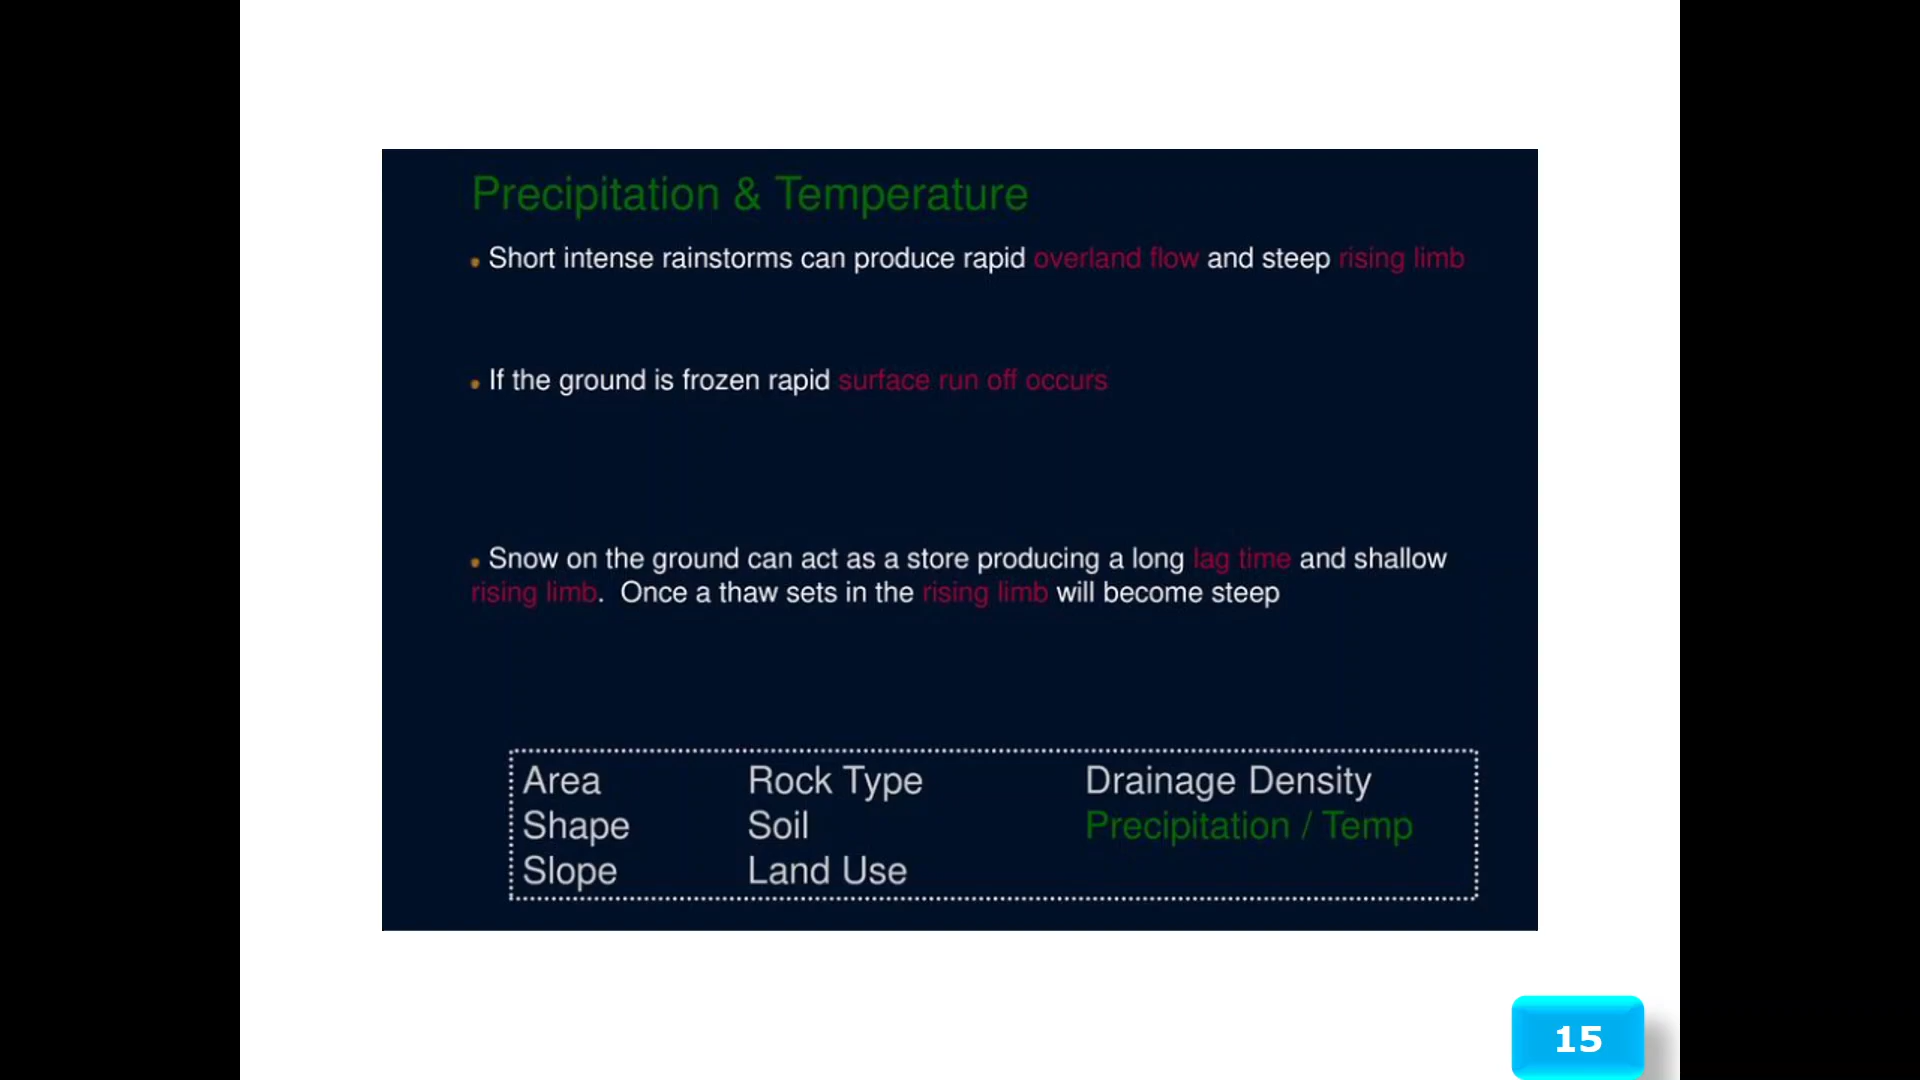 Precipitation & Temperature
• Short intense rainstorms can produce rapid overland flow and steep rising limb
• If the ground is frozen rapid surface run off occurs
• Snow on the ground can act as a store producing a long lag time and shallow
rising limb.  Once a thaw sets in the rising limb will become steep
Area Rock Type Drainage Density
Shape Soil Precipitation / Temp
Slope Land Use
15